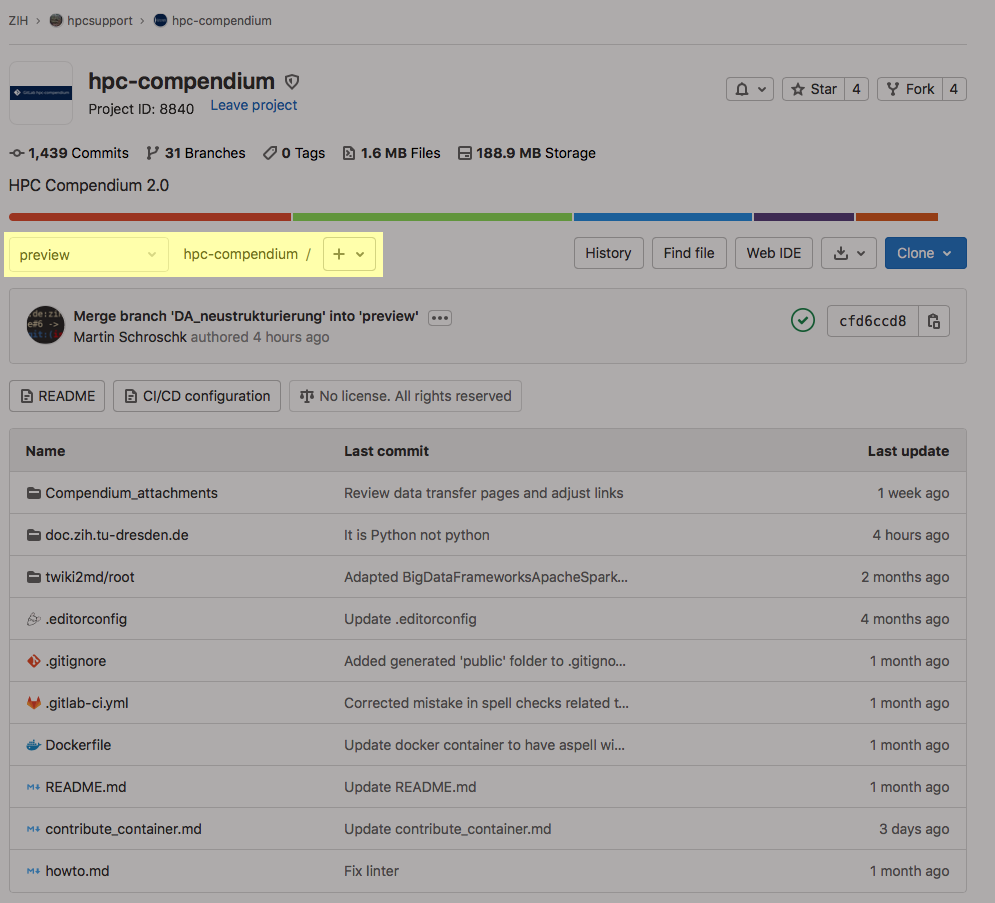 ZIH › hpcsupport › hpc-compendium
hpc-compendium
Project ID: 8840 Leave project
Star 4 Fork 4
1,439 Commits 31 Branches 0 Tags 1.6 MB Files 188.9 MB Storage
HPC Compendium 2.0
preview hpc-compendium / + History Find file Web IDE Clone
Merge branch 'DA_neustrukturierung' into 'preview'
Martin Schroschk authored 4 hours ago
cfd6ccd8
README CI/CD configuration No license. All rights reserved
Name Last commit Last update
Compendium_attachments Review data transfer pages and adjust links 1 week ago
doc.zih.tu-dresden.de It is Python not python 4 hours ago
twiki2md/root Adapted BigDataFrameworksApacheSpark... 2 months ago
.editorconfig Update .editorconfig 4 months ago
.gitignore Added generated 'public' folder to .gitigno... 1 month ago
.gitlab-ci.yml Corrected mistake in spell checks related t... 1 month ago
Dockerfile Update docker container to have aspell wi... 1 month ago
README.md Update README.md 1 month ago
contribute_container.md Update contribute_container.md 3 days ago
howto.md Fix linter 1 month ago